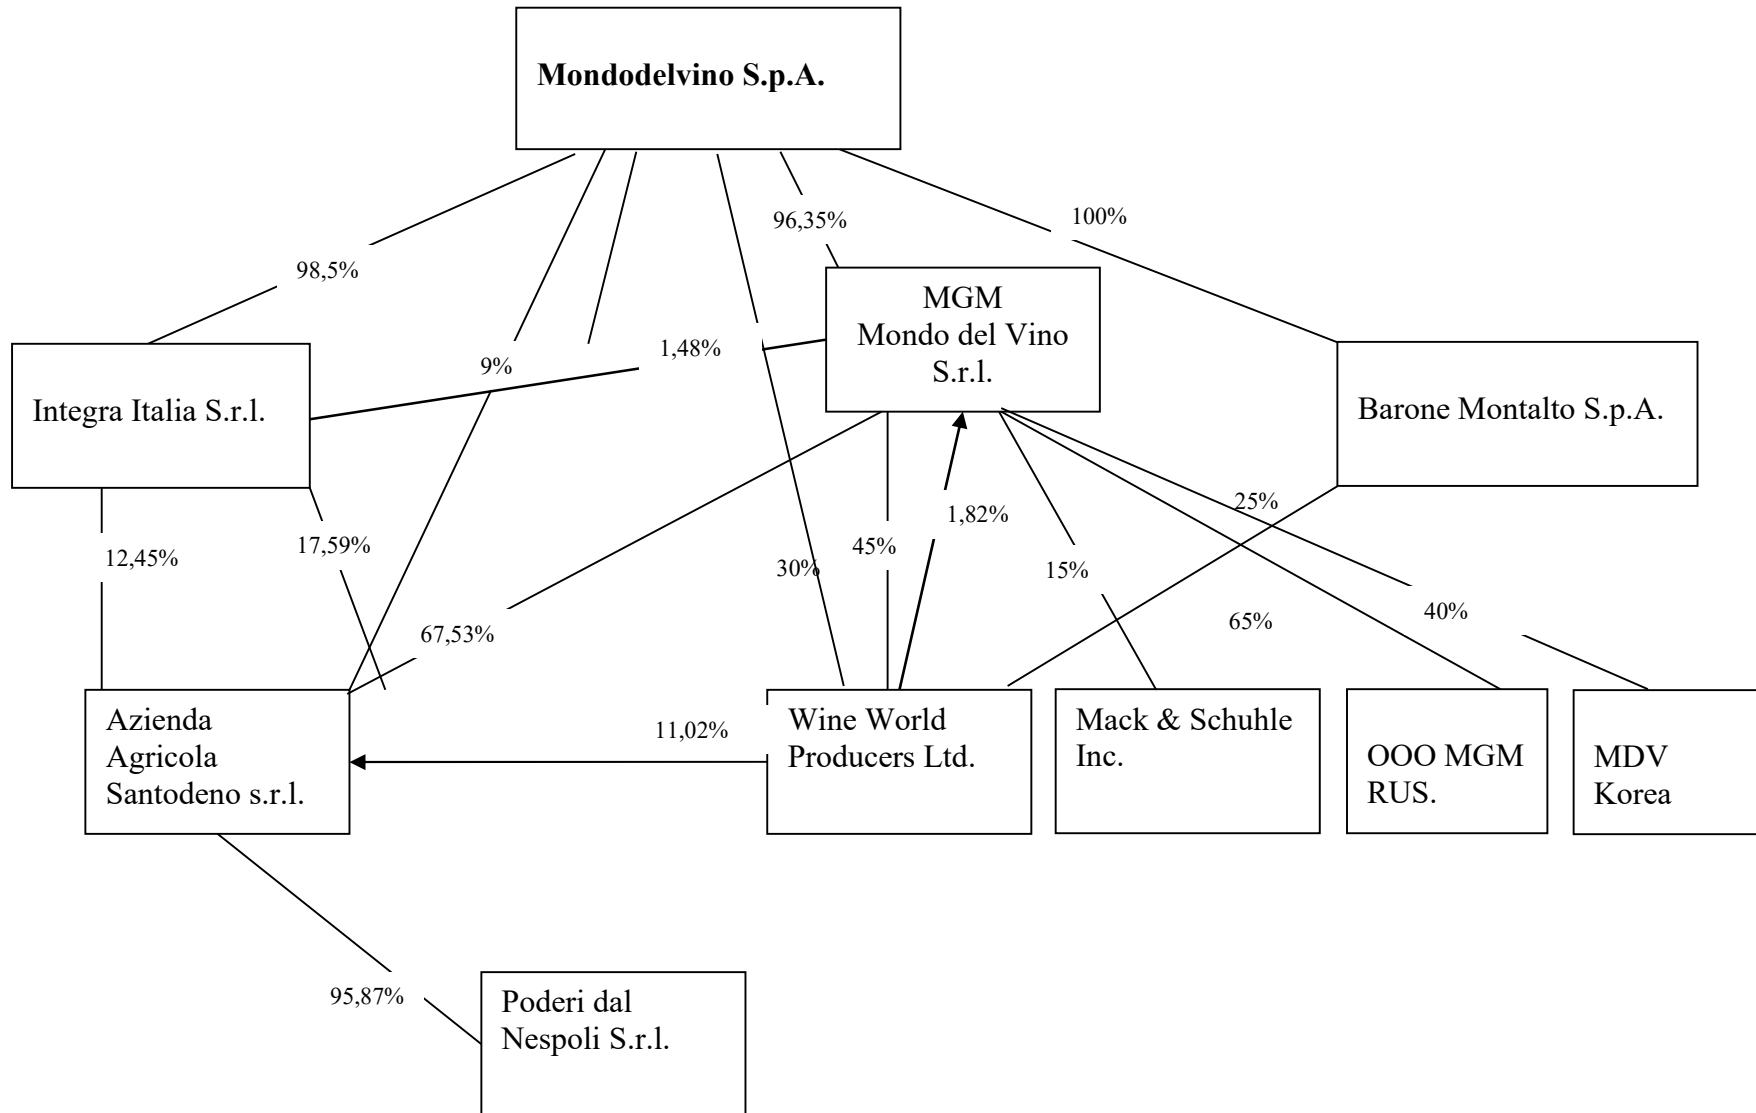 Mondodelvino S.p.A.
96,35%
100%
98,5%
MGM
Mondo del Vino
S.r.l.
1,48%
9%
Integra Italia S.r.l.
Barone Montalto S.p.A.
25%
1,82%
17,59%
45%
12,45%
30%
15%
40%
65%
67,53%
Azienda
Agricola
Santodeno s.r.l.
11,02%
Wine World
Producers Ltd.
Mack & Schuhle
Inc.
OOO MGM
RUS.
MDV
Korea
95,87%
Poderi dal
Nespoli S.r.l.